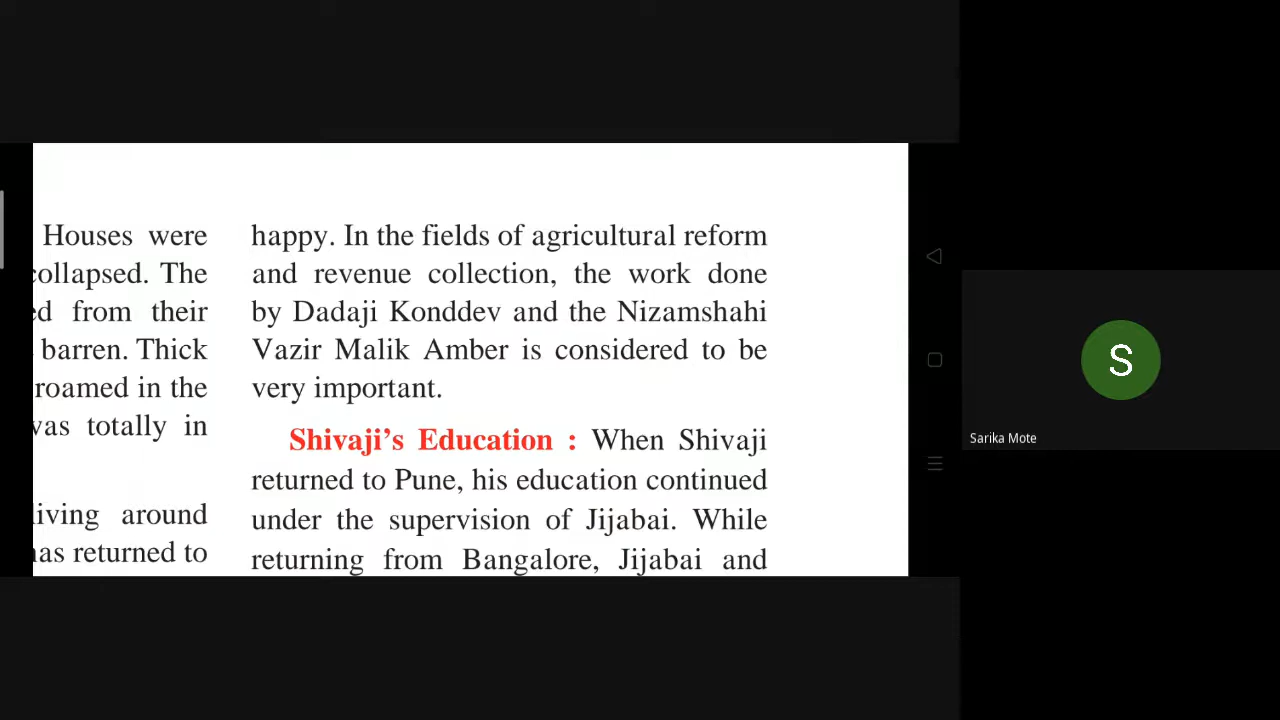 Houses were
collapsed. The
from their
barren. Thick
roamed in the
was totally in
living around
has returned to
happy. In the fields of agricultural reform
and revenue collection, the work done
by Dadaji Konddev and the Nizamshahi
Vazir Malik Amber is considered to be
very important.
Shivaji’s Education : When Shivaji
returned to Pune, his education continued
under the supervision of Jijabai. While
returning from Bangalore, Jijabai and
S
Sarika Mote